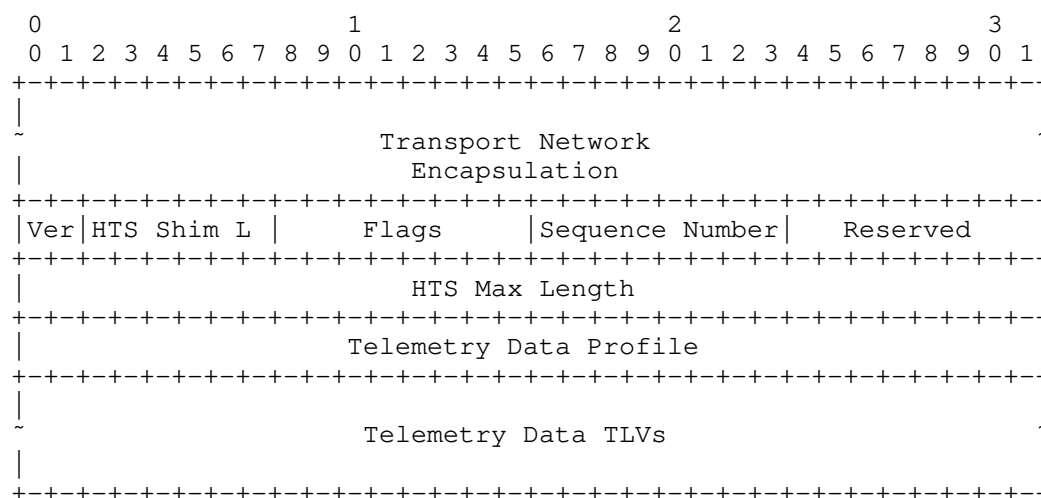 0                   1                   2                   3
0 1 2 3 4 5 6 7 8 9 0 1 2 3 4 5 6 7 8 9 0 1 2 3 4 5 6 7 8 9 0 1
Transport Network
Encapsulation
|Ver|HTS Shim L |     Flags     |Sequence Number|   Reserved
HTS Max Length
Telemetry Data Profile
Telemetry Data TLVs